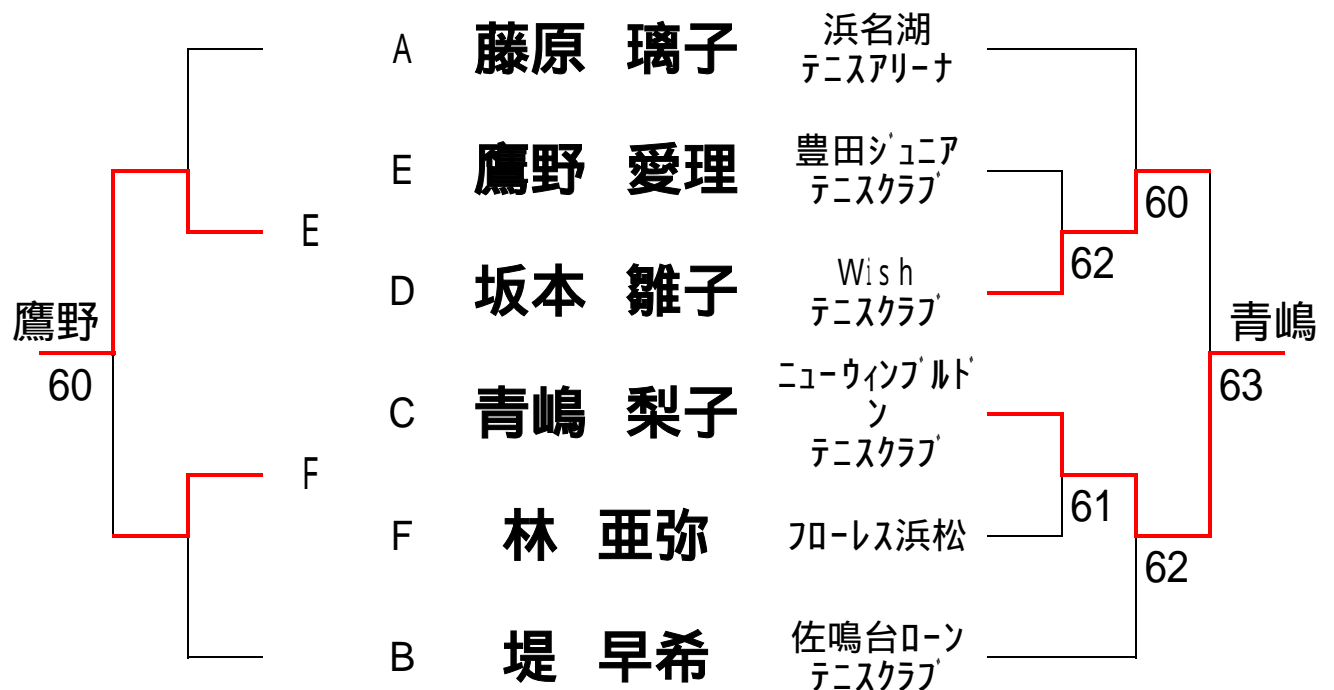 A 藤原 璃子 浜名湖
テニスアリーナ
E 鷹野 愛理 豊田ジュニア
テニスクラブ
E
60
D 坂本 雛子 Wish
テニスクラブ
62
鷹野
60
青嶋
63
C 青嶋 梨子 ニューウィンブルド
ン
テニスクラブ
F
61
F 林 亜弥 フローレス浜松
62
B 堤 早希 佐鳴台ローン
テニスクラブ